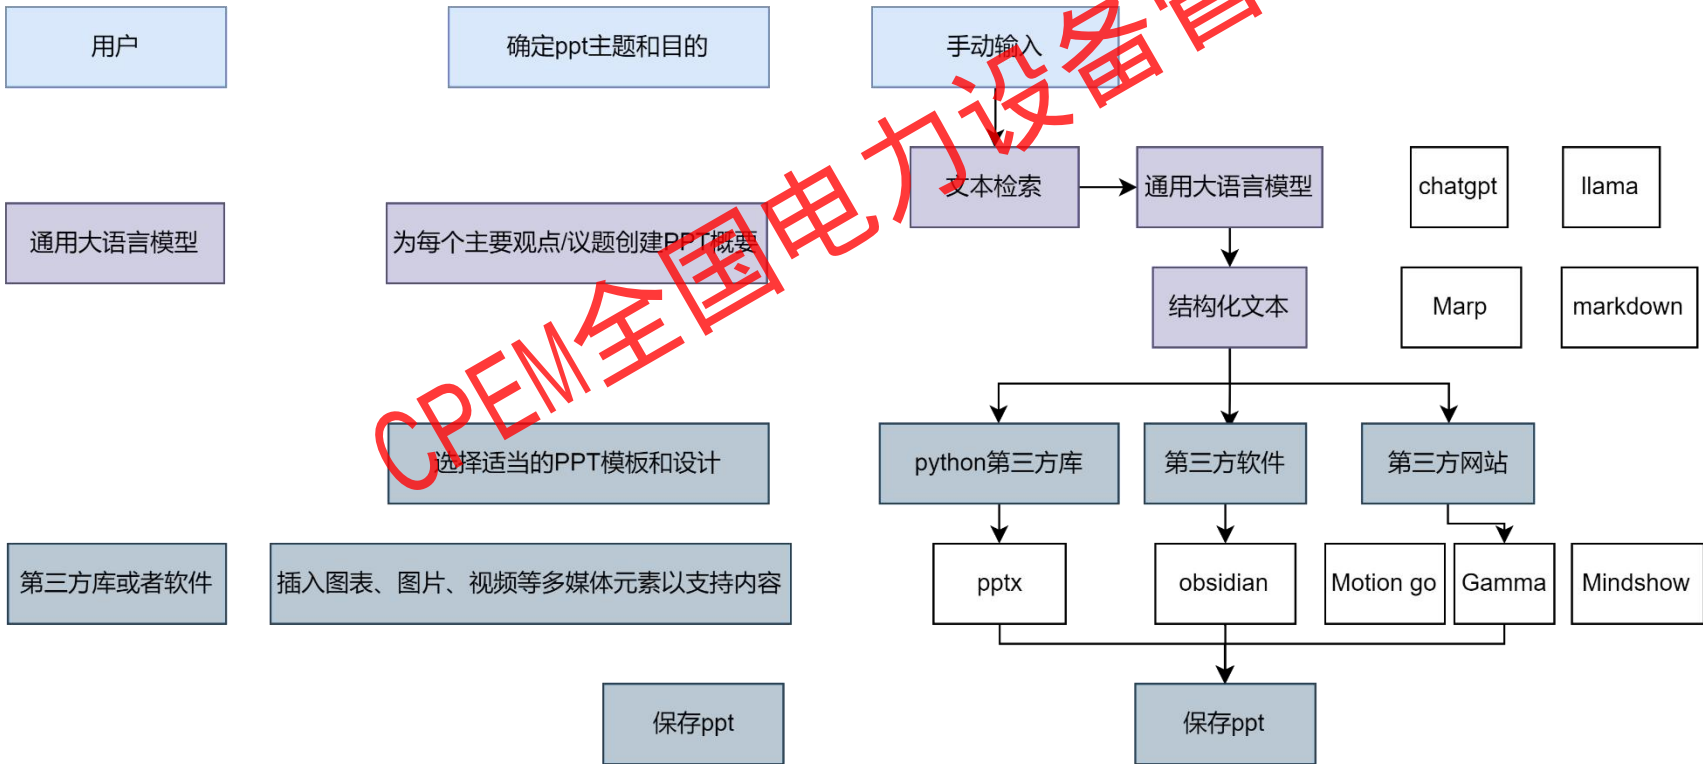 用户
确定ppt主题和目的
手动输入
文本检索
通用大语言模型
chatgpt
llama
通用大语言模型
为每个主要观点/议题创建PPT概要
结构化文本
Marp
markdown
选择适当的PPT模板和设计
python第三方库
第三方软件
第三方网站
第三方库或者软件
插入图表、图片、视频等多媒体元素以支持内容
pptx
obsidian
Motion go
Gamma
Mindshow
保存ppt
保存ppt
CPEM全国电力设备管